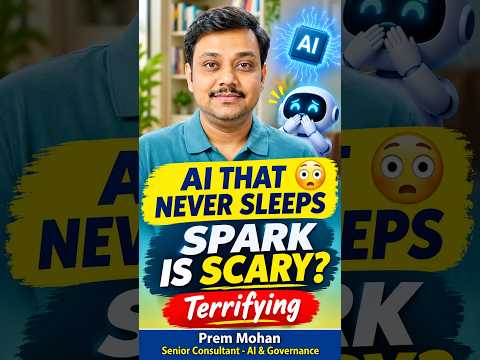 AI
AI THAT
NEVER SLEEPS
SPARK
IS SCARY?
Terrifying
Prem Mohan
Senior Consultant - AI & Governance